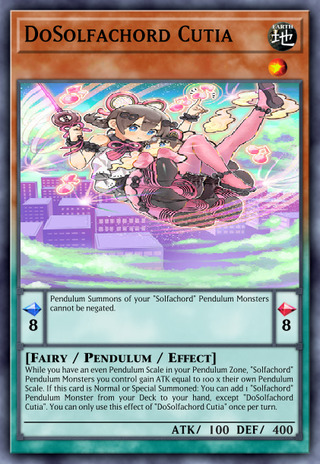 DoSolfachord Cutia
EARTH
地
Pendulum Summons of your "Solfachord" Pendulum Monsters
cannot be negated.
8
8
[Fairy / Pendulum / Effect]
While you have an even Pendulum Scale in your Pendulum Zone, "Solfachord"
Pendulum Monsters you control gain ATK equal to 100 x their own Pendulum
Scale. If this card is Normal or Special Summoned: You can add 1 "Solfachord"
Pendulum Monster from your Deck to your hand, except "DoSolfachord
Cutia". You can only use this effect of "DoSolfachord Cutia" once per turn.
ATK/ 100 DEF/ 400